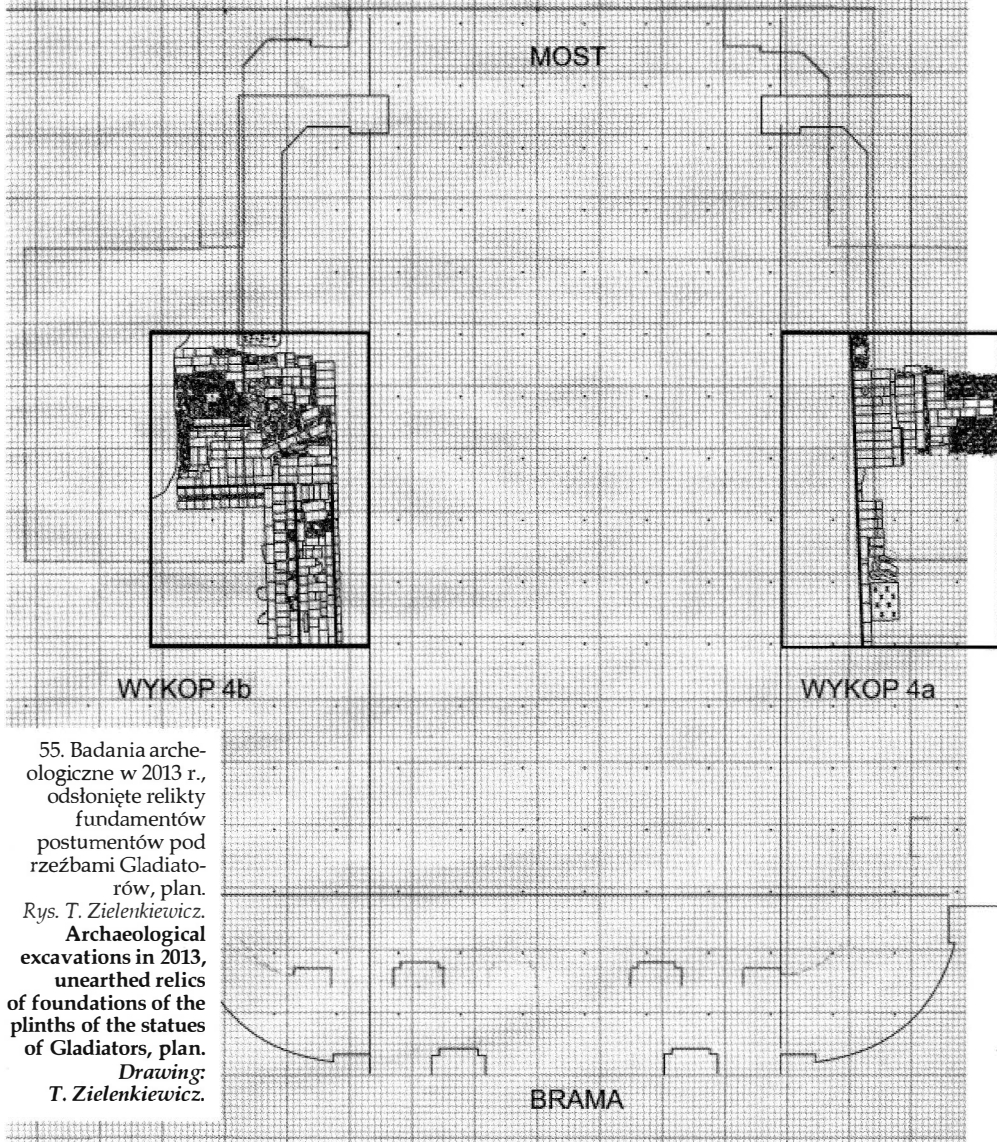 MOST
WYKOP 4b
WYKOP 4a
55. Badania arche-
ologiczne w 2013 r.,
odsłonięte relikty
fundamentów
postumentów pod
rzeźbami Gladiato-
rów, plan.
Rys. T. Zielenkiewicz.
Archaeological
excavations in 2013,
unearthed relics
of foundations of the
plinths of the statues
of Gladiators, plan.
Drawing:
T. Zielenkiewicz.
BRAMA